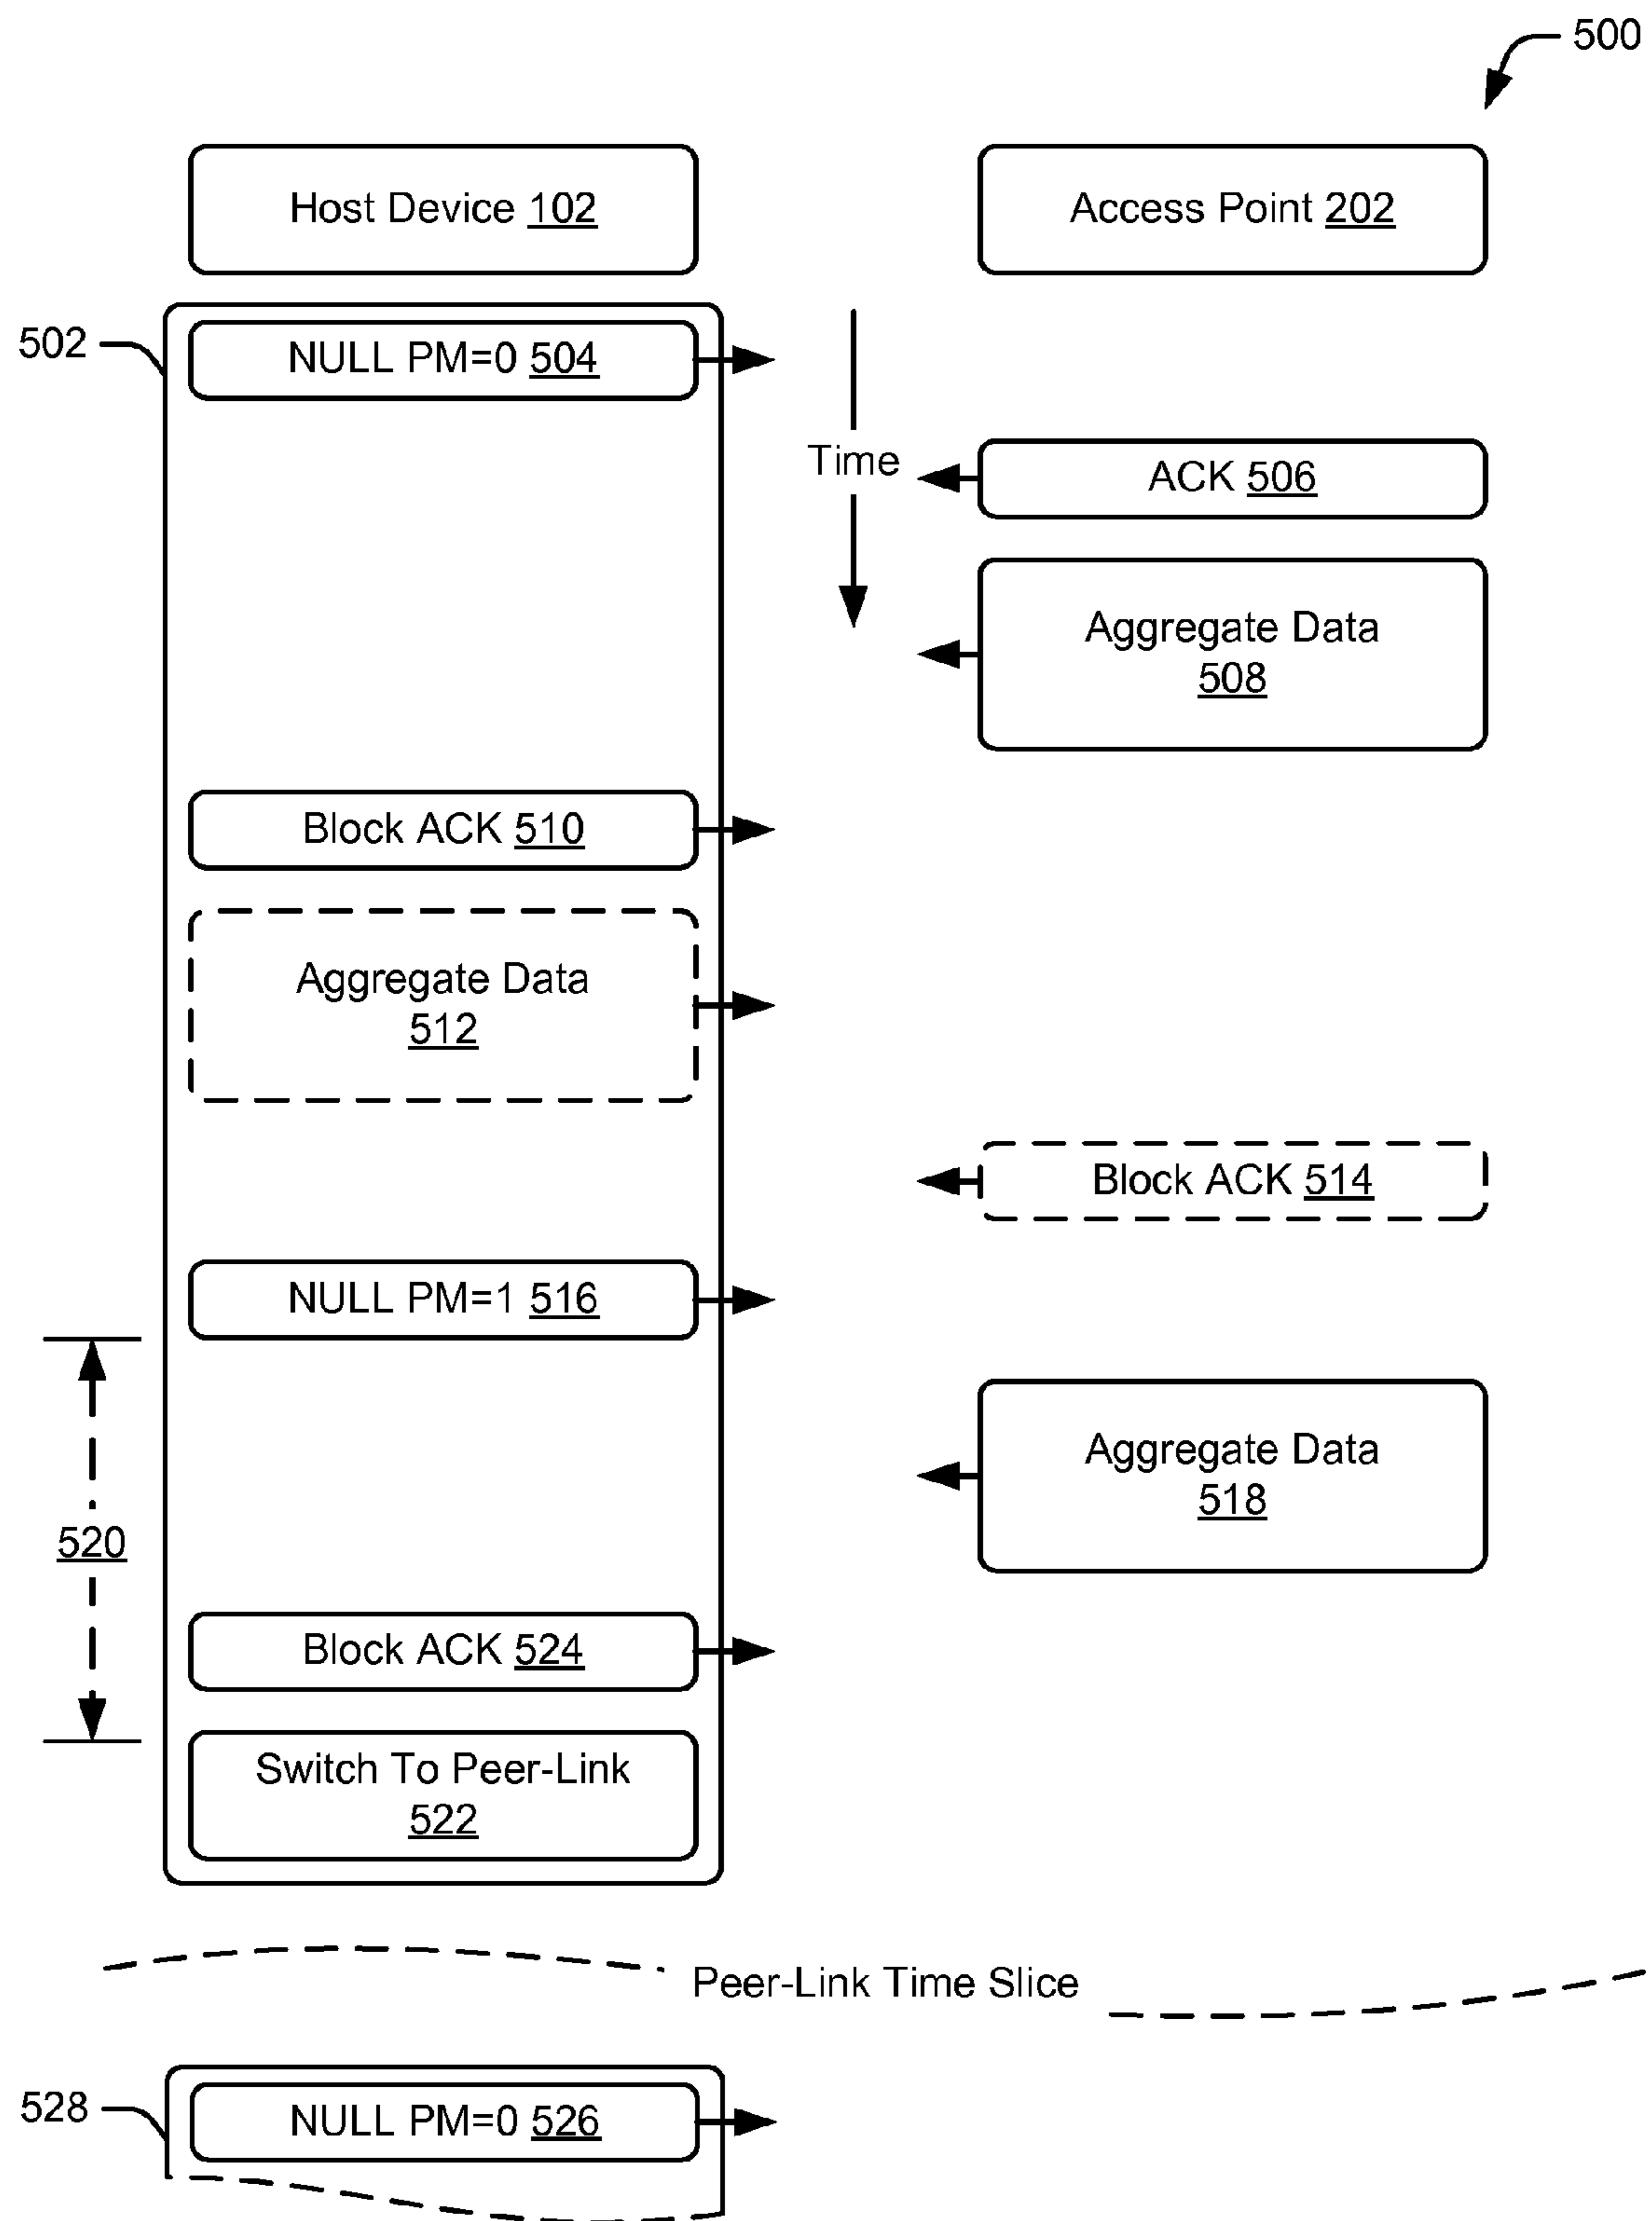 500
Host Device 102
Access Point 202
502
NULL PM=0 504
Time
ACK 506
Aggregate Data
508
Block ACK 510
Aggregate Data
512
Block ACK 514
NULL PM=1 516
Aggregate Data
518
520
Block ACK 524
Switch To Peer-Link
522
Peer-Link Time Slice
528
NULL PM=0 526